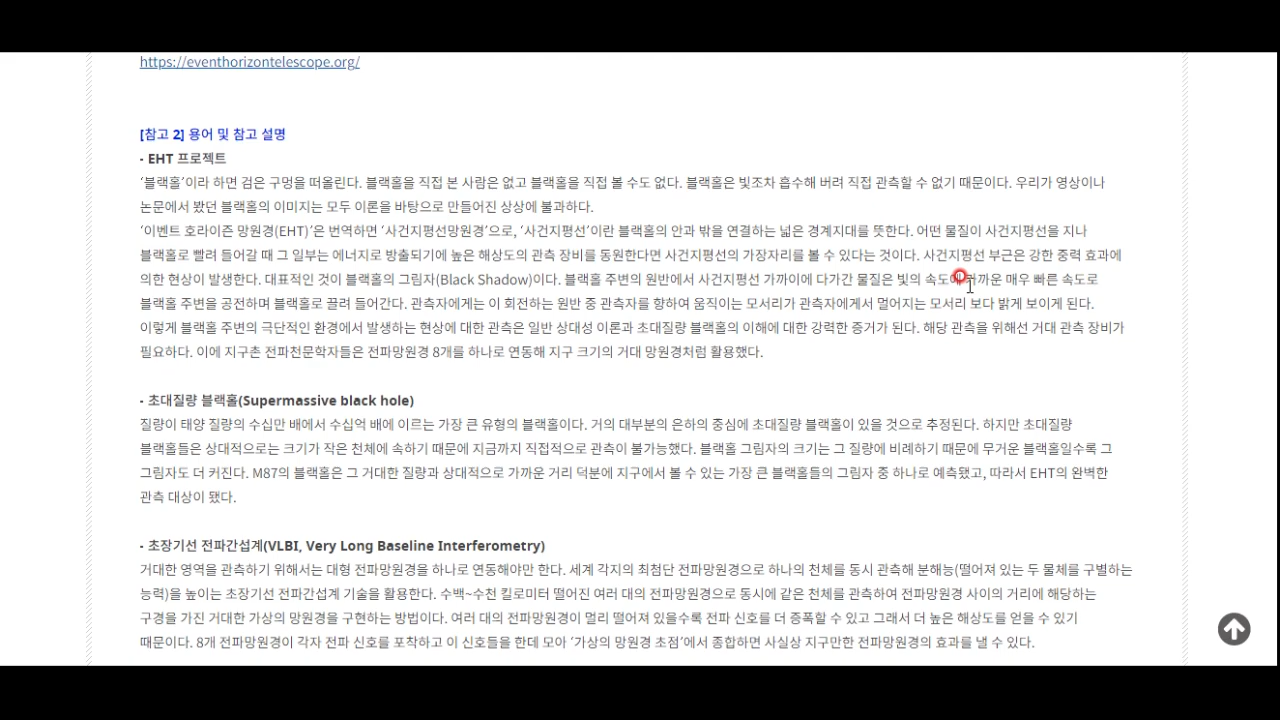 https://eventhorizontelescope.org/
[참고 2] 용어 및 참고 설명
- EHT 프로젝트
‘블랙홀’이라 하면 검은 구멍을 떠올린다. 블랙홀을 직접 본 사람은 없고 블랙홀을 직접 볼 수도 없다. 블랙홀은 빛조차 흡수해 버려 직접 관측할 수 없기 때문이다. 우리가 영상이나
논문에서 봤던 블랙홀의 이미지는 모두 이론을 바탕으로 만들어진 상상에 불과하다.
‘이벤트 호라이즌 망원경(EHT)’은 번역하면 ‘사건지평선망원경’으로, ‘사건지평선’이란 블랙홀의 안과 밖을 연결하는 넓은 경계지대를 뜻한다. 어떤 물질이 사건지평선을 지나
블랙홀로 빨려 들어갈 때 그 일부는 에너지로 방출되기에 높은 해상도의 관측 장비를 동원한다면 사건지평선의 가장자리를 볼 수 있다는 것이다. 사건지평선 부근은 강한 중력 효과에
의한 현상이 발생한다. 대표적인 것이 블랙홀의 그림자(Black Shadow)이다. 블랙홀 주변의 원반에서 사건지평선 가까이에 다가간 물질은 빛의 속도에 가까운 매우 빠른 속도로
블랙홀 주변을 공전하며 블랙홀로 끌려 들어간다. 관측자에게는 이 회전하는 원반 중 관측자를 향하여 움직이는 모서리가 관측자에게서 멀어지는 모서리 보다 밝게 보이게 된다.
이렇게 블랙홀 주변의 극단적인 환경에서 발생하는 현상에 대한 관측은 일반 상대성 이론과 초대질량 블랙홀의 이해에 대한 강력한 증거가 된다. 해당 관측을 위해선 거대 관측 장비가
필요하다. 이에 지구촌 전파천문학자들은 전파망원경 8개를 하나로 연동해 지구 크기의 거대 망원경처럼 활용했다.
- 초대질량 블랙홀(Supermassive black hole)
질량이 태양 질량의 수십만 배에서 수십억 배에 이르는 가장 큰 유형의 블랙홀이다. 거의 대부분의 은하의 중심에 초대질량 블랙홀이 있을 것으로 추정된다. 하지만 초대질량
블랙홀들은 상대적으로는 크기가 작은 천체에 속하기 때문에 지금까지 직접적으로 관측이 불가능했다. 블랙홀 그림자의 크기는 그 질량에 비례하기 때문에 무거운 블랙홀일수록 그
그림자도 더 커진다. M87의 블랙홀은 그 거대한 질량과 상대적으로 가까운 거리 덕분에 지구에서 볼 수 있는 가장 큰 블랙홀들의 그림자 중 하나로 예측됐고, 따라서 EHT의 완벽한
관측 대상이 됐다.
- 초장기선 전파간섭계(VLBI, Very Long Baseline Interferometry)
거대한 영역을 관측하기 위해서는 대형 전파망원경을 하나로 연동해야만 한다. 세계 각지의 최첨단 전파망원경으로 하나의 천체를 동시 관측해 분해능(떨어져 있는 두 물체를 구별하는
능력)을 높이는 초장기선 전파간섭계 기술을 활용한다. 수백~수천 킬로미터 떨어진 여러 대의 전파망원경으로 동시에 같은 천체를 관측하여 전파망원경 사이의 거리에 해당하는
구경을 가진 거대한 가상의 망원경을 구현하는 방법이다. 여러 대의 전파망원경이 멀리 떨어져 있을수록 전파 신호를 더 증폭할 수 있고 그래서 더 높은 해상도를 얻을 수 있기
때문이다. 8개 전파망원경이 각자 전파 신호를 포착하고 이 신호들을 한데 모아 ‘가상의 망원경 초점’에서 종합하면 사실상 지구만한 전파망원경의 효과를 낼 수 있다.